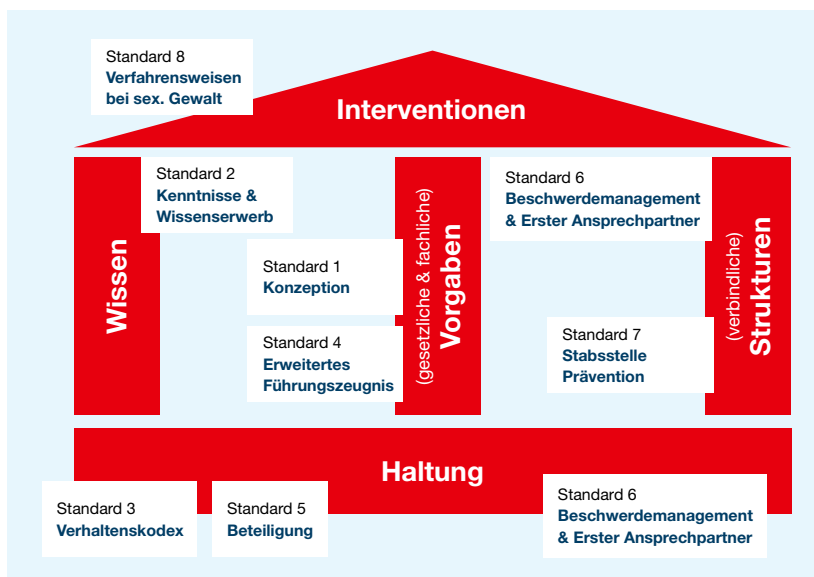 Standard 8
Verfahrensweisen
bei sex. Gewalt
Interventionen
Wissen
Standard 2
Kenntnisse &
Wissenserwerb
Standard 1
Konzeption
Standard 4
Erweitertes
Führungszeugnis
(gesetzliche & fachliche)
Vorgaben
Standard 6
Beschwerdemanagement
& Erster Ansprechpartner
Standard 7
Stabsstelle
Prävention
(verbindliche)
Strukturen
Haltung
Standard 3
Verhaltenskodex
Standard 5
Beteiligung
Standard 6
Beschwerdemanagement
& Erster Ansprechpartner